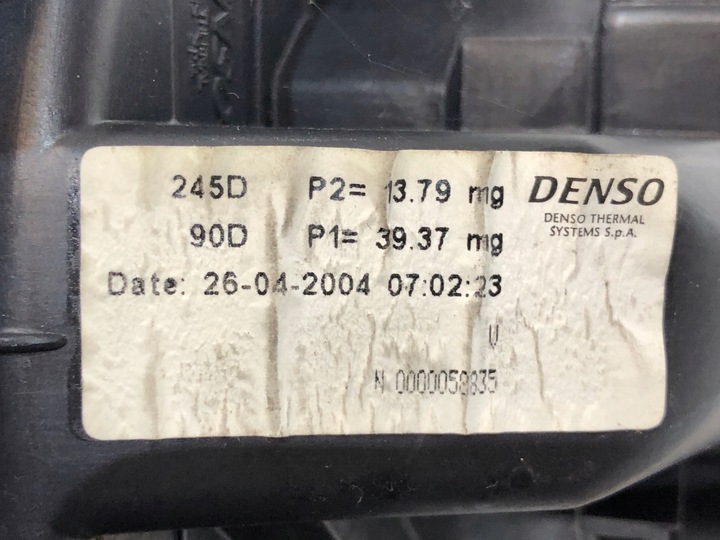 245D P2= 13.79 mg
DENSO
90D P1= 39.37 mg
DENSO THERMAL
SYSTEMS S.p.A.
Date: 26-04-2004 07:02:23
V
N 0000058835